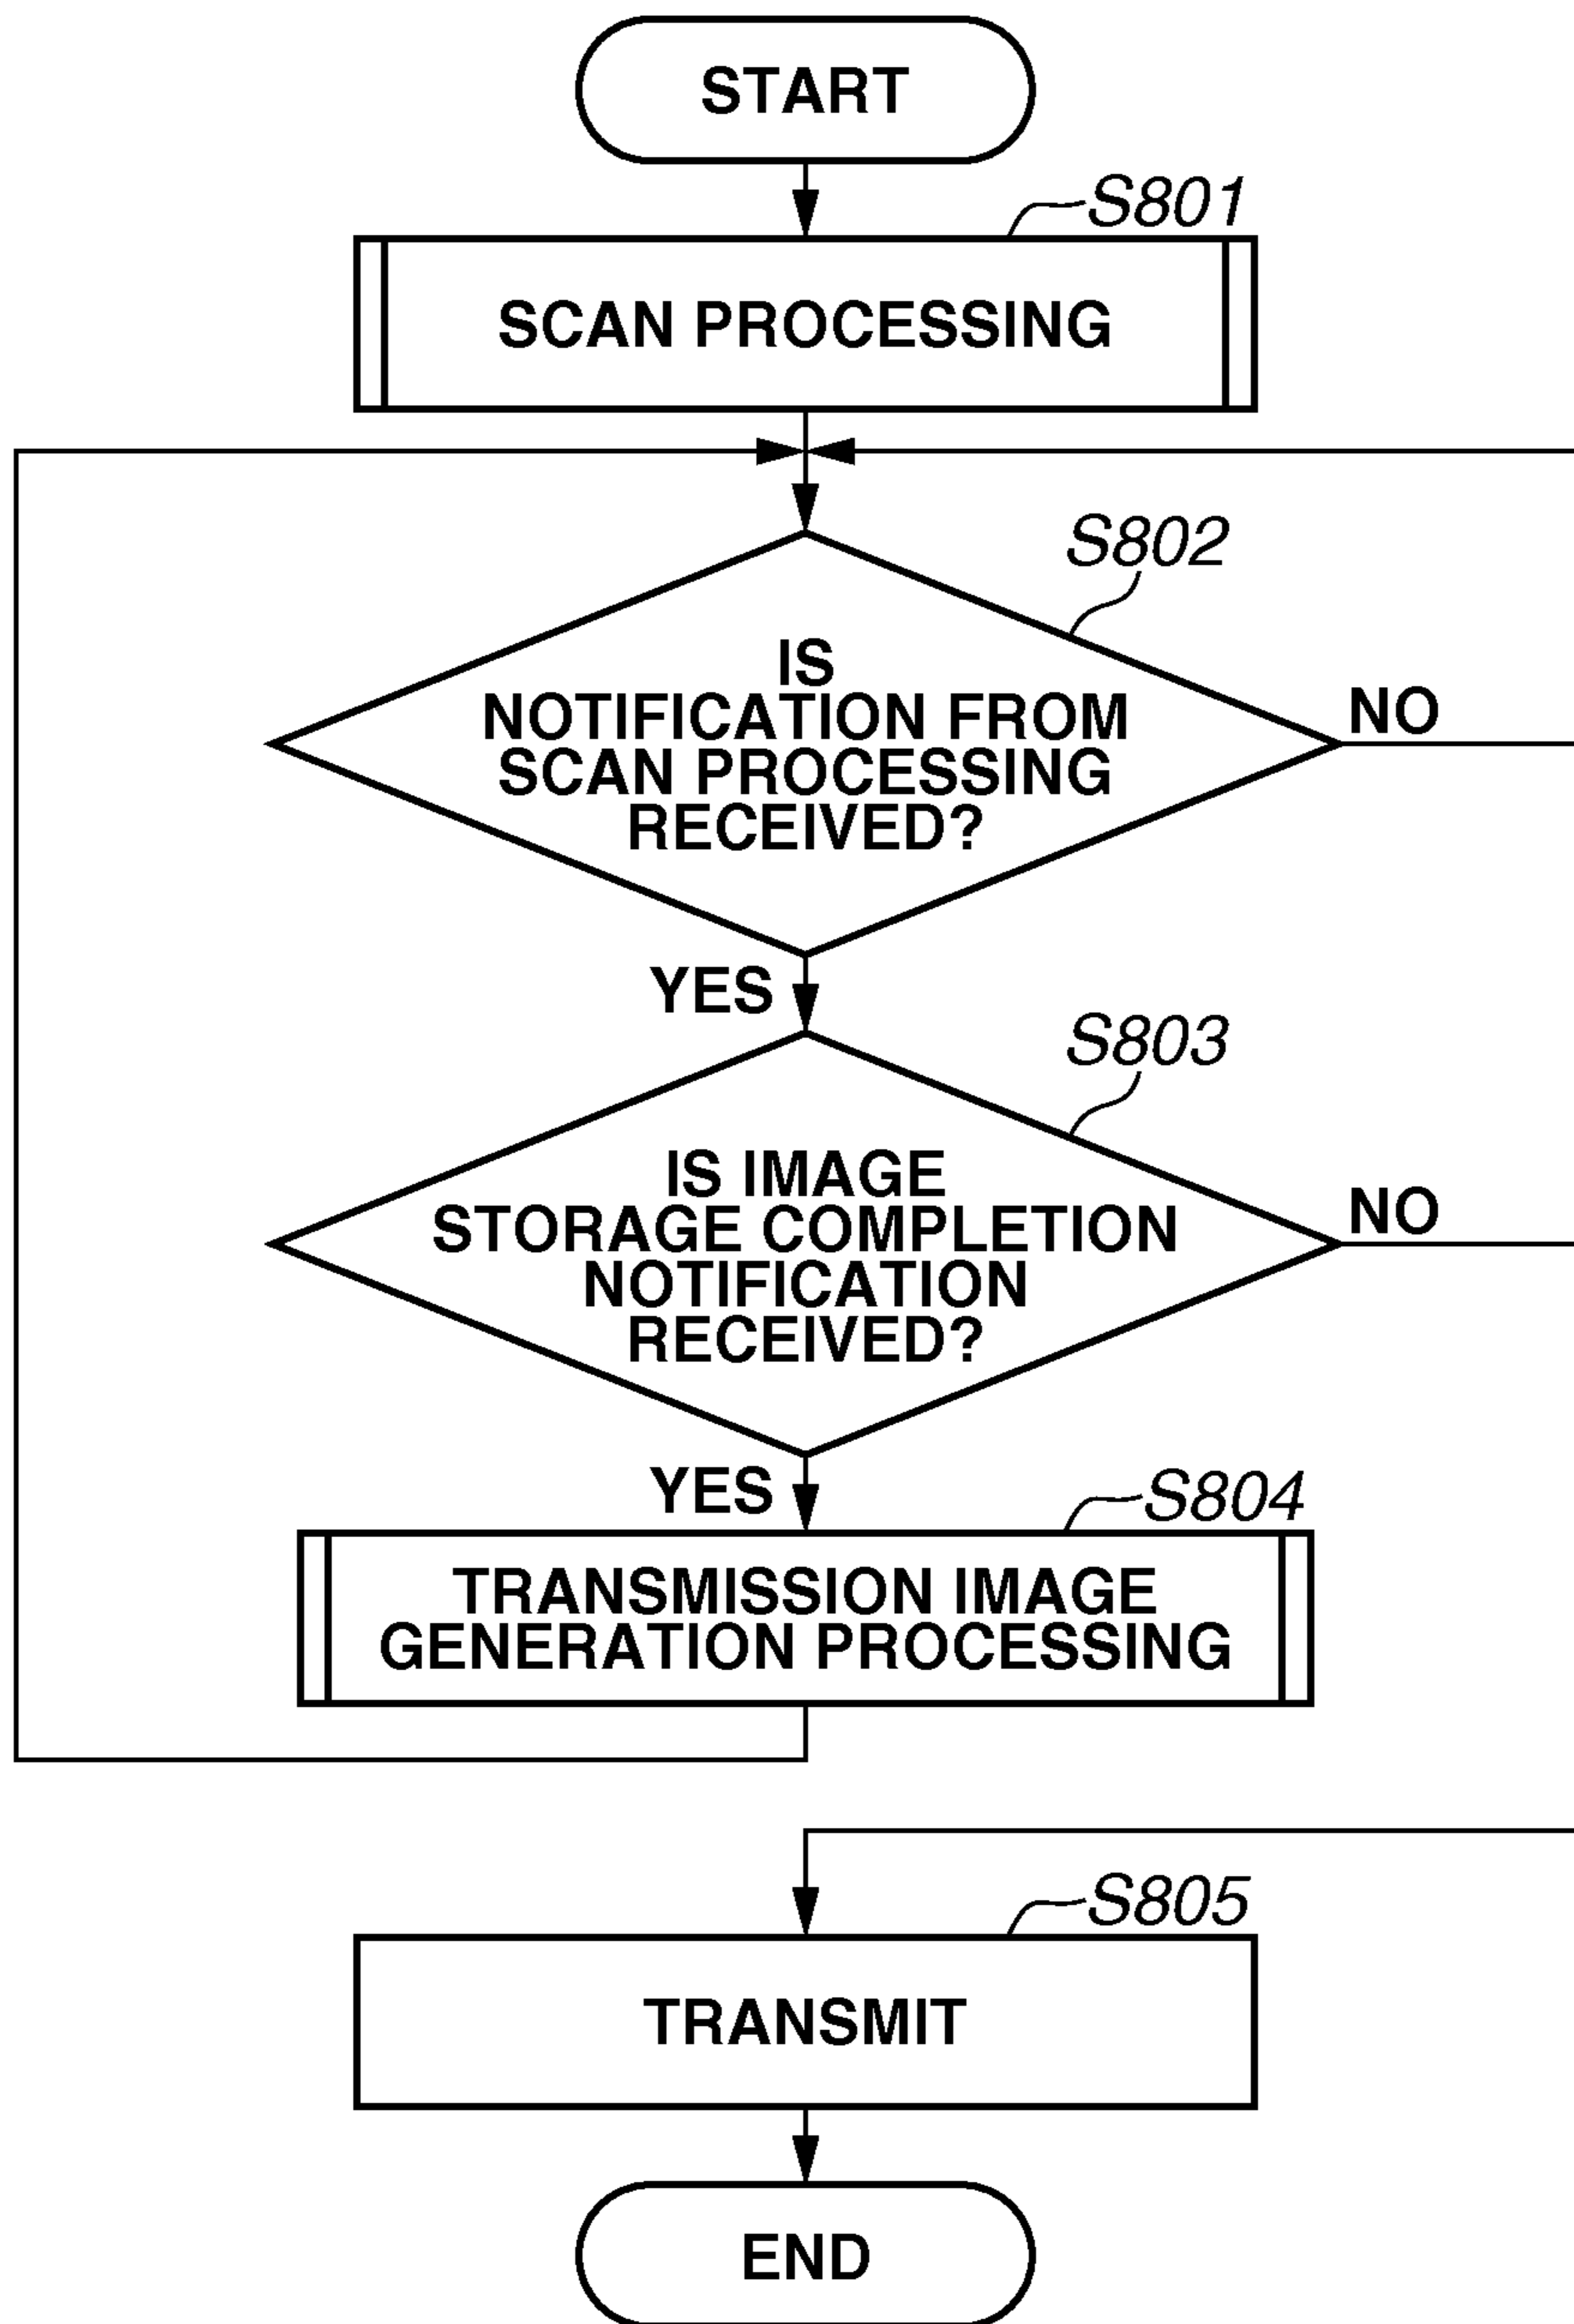 START
S801
SCAN PROCESSING
S802
IS
NOTIFICATION FROM
SCAN PROCESSING
RECEIVED?
NO
YES
S803
IS IMAGE
STORAGE COMPLETION
NOTIFICATION
RECEIVED?
NO
YES
S804
TRANSMISSION IMAGE
GENERATION PROCESSING
S805
TRANSMIT
END